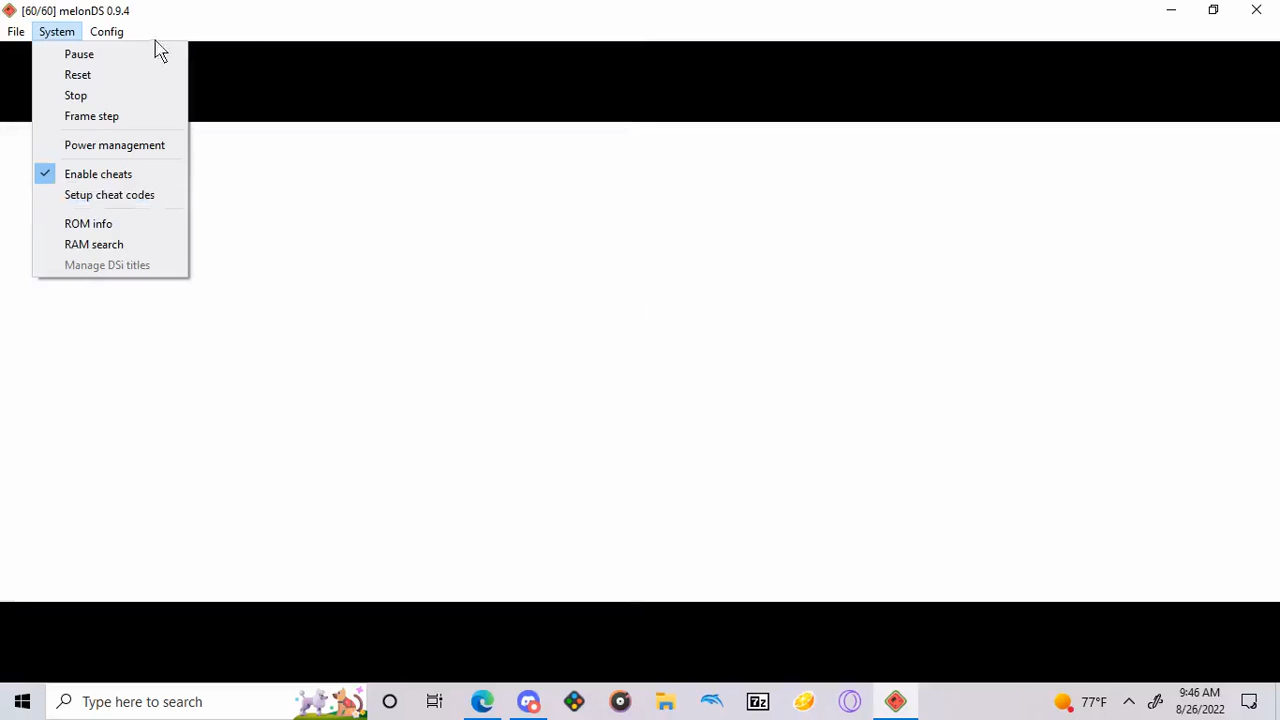 [60/60] melonDS 0.9.4
File System Config
Pause
Reset
Stop
Frame step
Power management
Enable cheats
Setup cheat codes
ROM info
RAM search
Manage DSi titles
Type here to search
7z
77°F
9:46 AM
8/26/2022